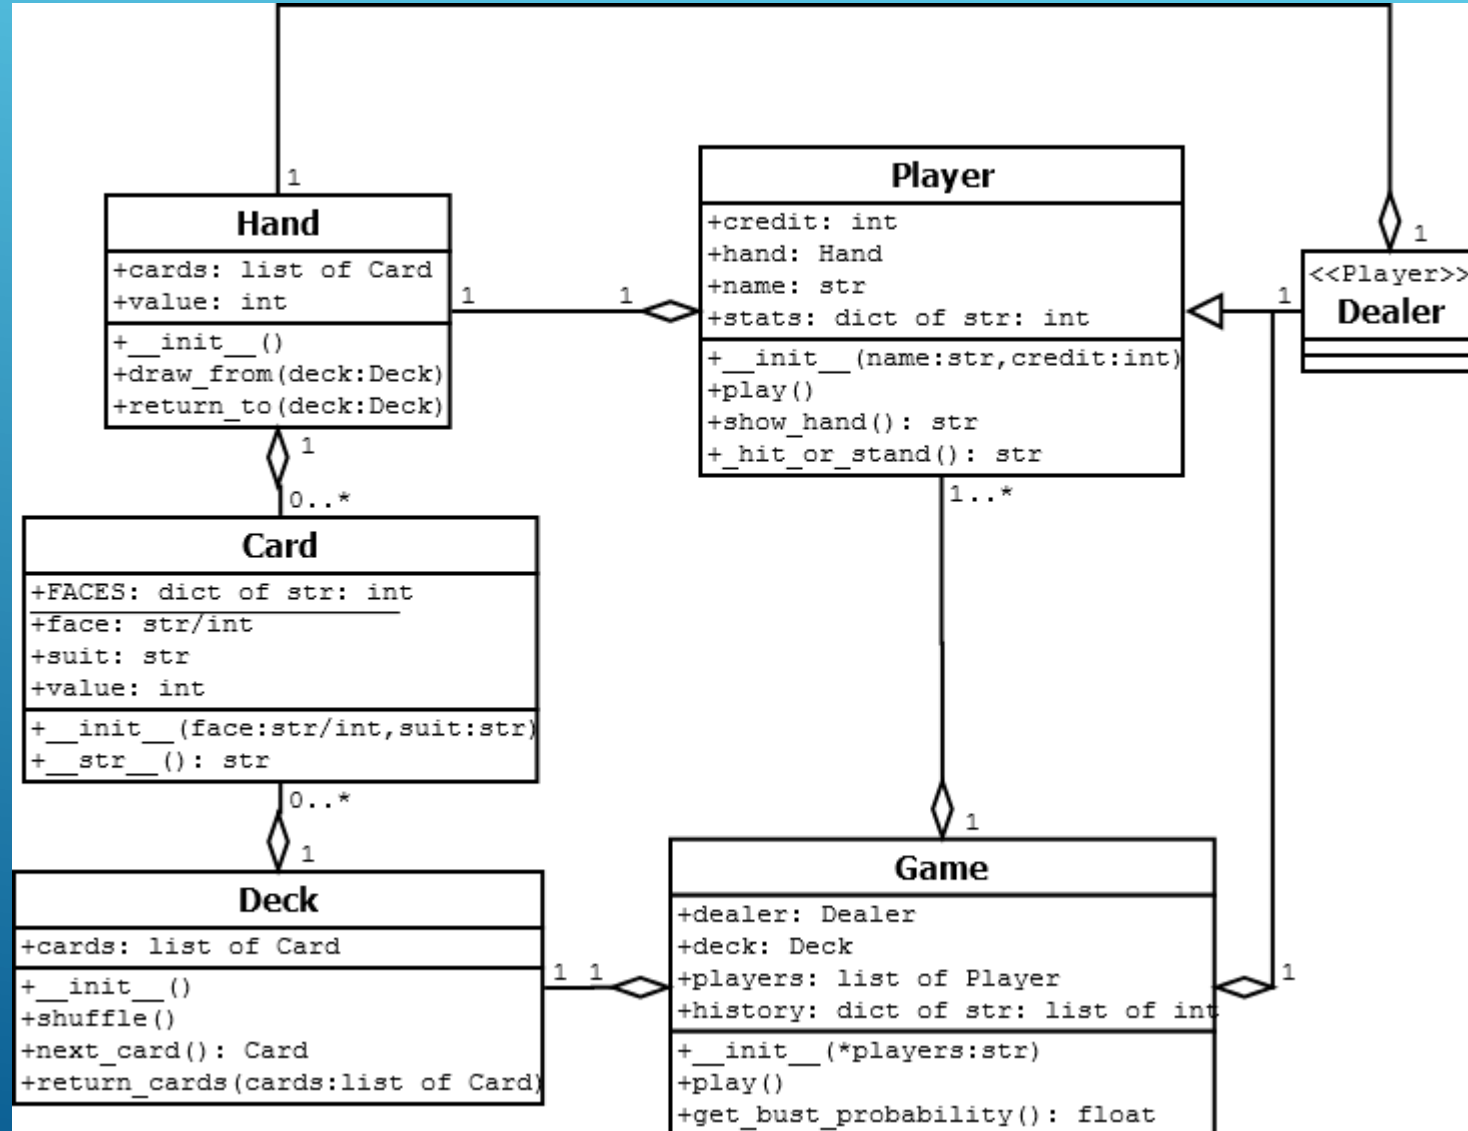 1
Hand
+cards: list of Card
+value: int
+__init__()
+draw_from(deck:Deck)
+return_to(deck:Deck)
1
1
Player
+credit: int
+hand: Hand
+name: str
+stats: dict of str: int
+__init__(name:str,credit:int)
+play()
+show_hand(): str
+_hit_or_stand(): str
1
1
<<Player>>
Dealer
1
0..*
1..*
Card
+FACES: dict of str: int
+face: str/int
+suit: str
+value: int
+__init__(face:str/int,suit:str)
+__str__(): str
0..*
1
Deck
+cards: list of Card
+__init__()
+shuffle()
+next_card(): Card
+return_cards(cards:list of Card)
1 1
1
Game
+dealer: Dealer
+deck: Deck
+players: list of Player
+history: dict of str: list of int
+__init__(*players:str)
+play()
+get_bust_probability(): float
1